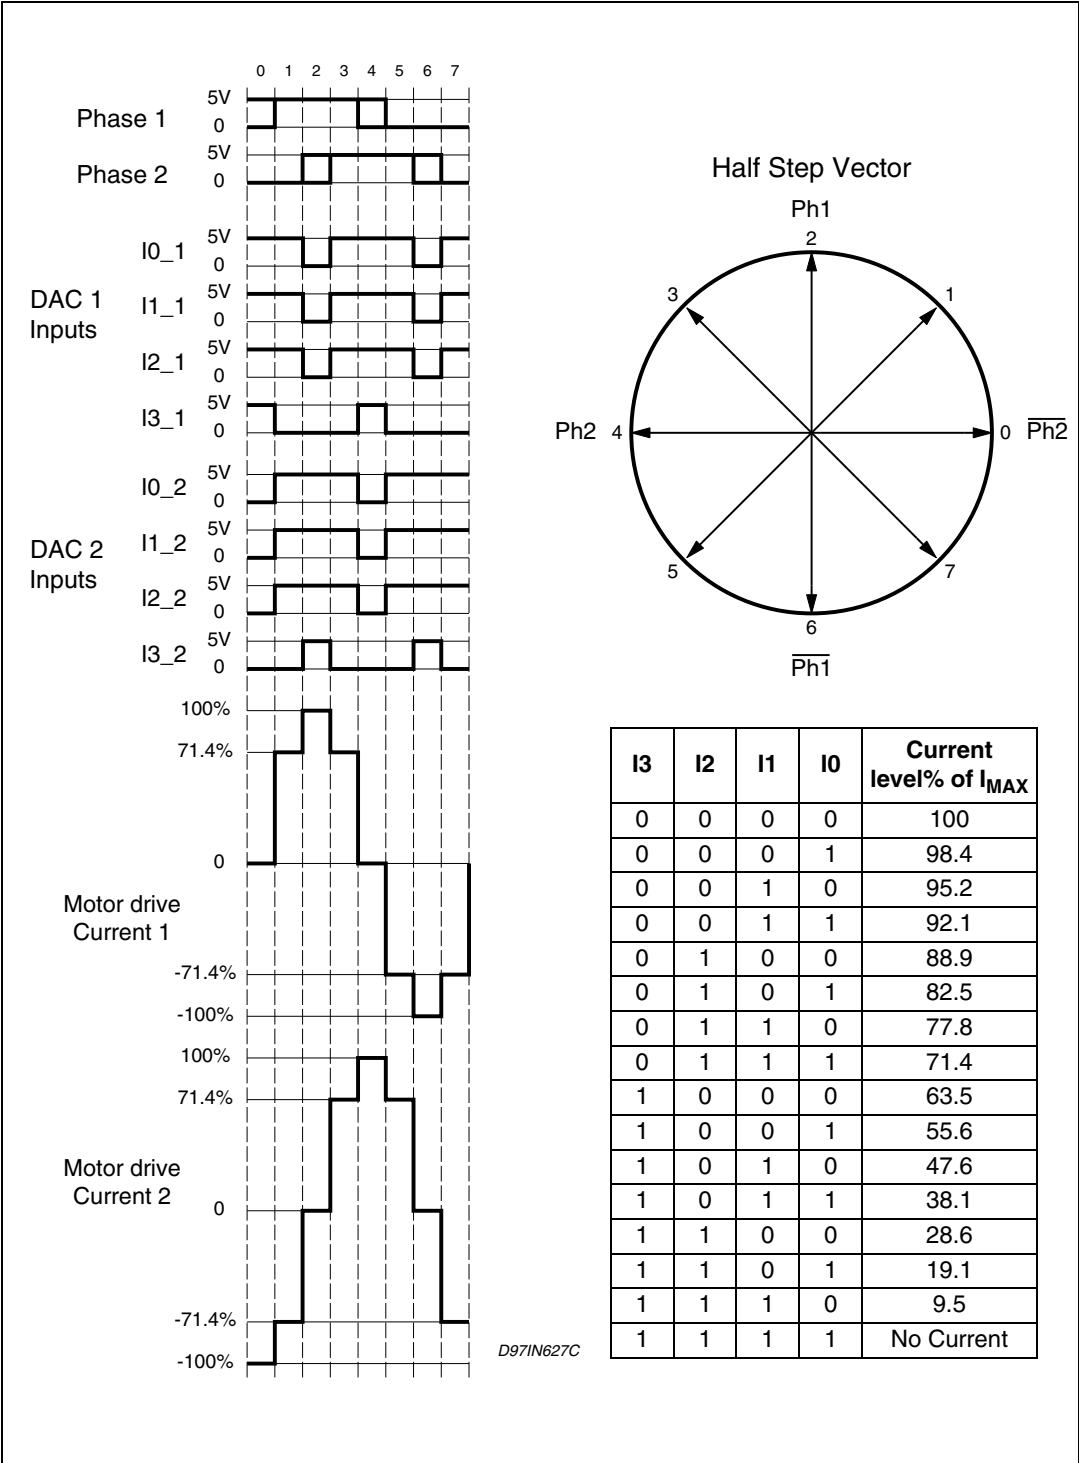 0 1 2 3 4 5 6 7
5V
Phase 1
0
5V
Phase 2
0
5V
I0_1
0
DAC 1
Inputs
5V
I1_1
0
5V
I2_1
0
5V
I3_1
0
5V
I0_2
0
DAC 2
Inputs
5V
I1_2
0
5V
I2_2
0
5V
I3_2
0
100%
71.4%
0
Motor drive
Current 1
-71.4%
-100%
100%
71.4%
Motor drive
Current 2
0
-71.4%
-100%
D97IN627C
Half Step Vector
Ph1
2
3
1
Ph2 4
0 Ph2
5
7
6
Ph1
I3 I2 I1 I0 Current level% of IMAX
0 0 0 0 100
0 0 0 1 98.4
0 0 1 0 95.2
0 0 1 1 92.1
0 1 0 0 88.9
0 1 0 1 82.5
0 1 1 0 77.8
0 1 1 1 71.4
1 0 0 0 63.5
1 0 0 1 55.6
1 0 1 0 47.6
1 0 1 1 38.1
1 1 0 0 28.6
1 1 0 1 19.1
1 1 1 0 9.5
1 1 1 1 No Current